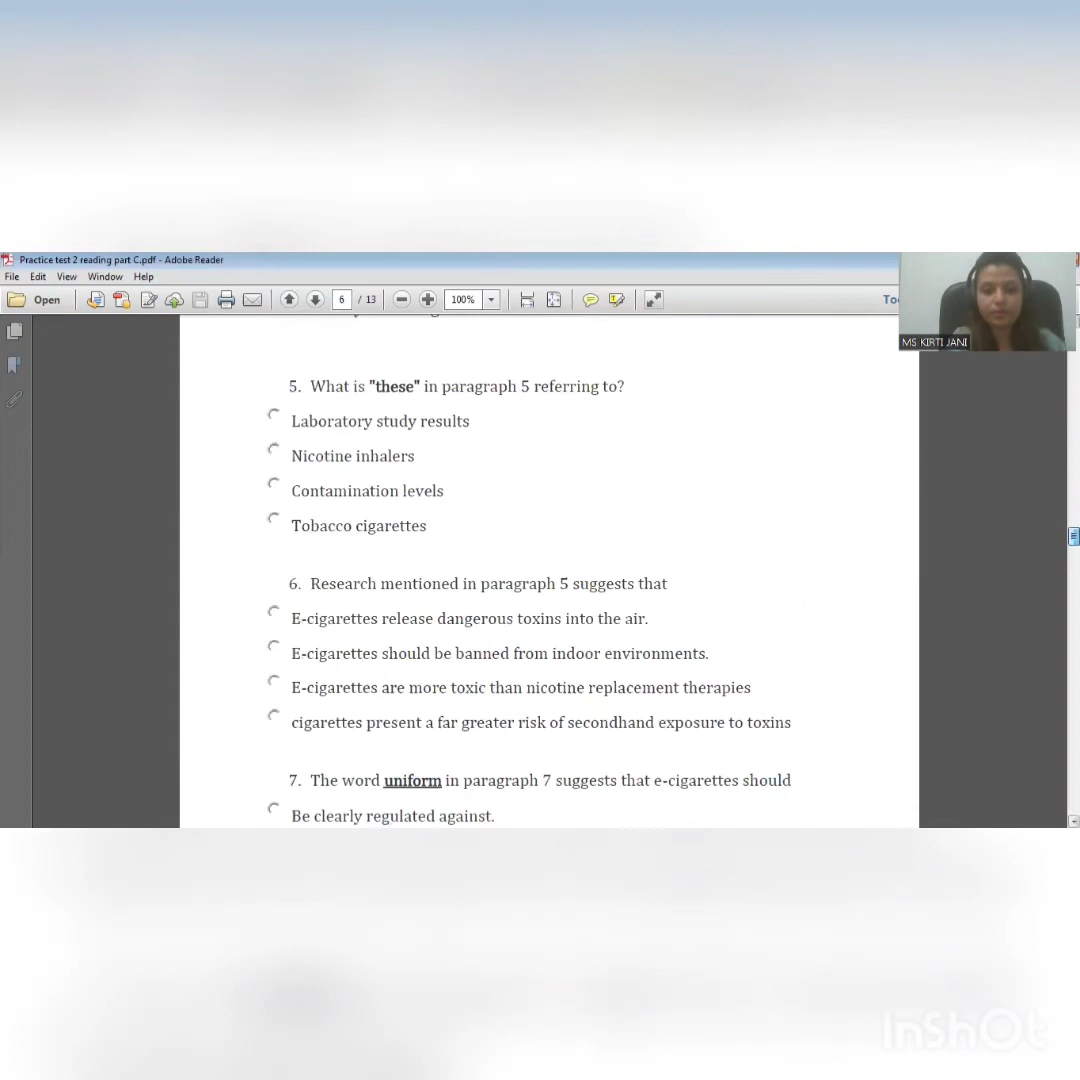 Practice test 2 reading part C.pdf - Adobe Reader
File Edit View Window Help
Open 6 / 13 100%
MS KIRTI JANI
5. What is "these" in paragraph 5 referring to?
Laboratory study results
Nicotine inhalers
Contamination levels
Tobacco cigarettes
6. Research mentioned in paragraph 5 suggests that
E-cigarettes release dangerous toxins into the air.
E-cigarettes should be banned from indoor environments.
E-cigarettes are more toxic than nicotine replacement therapies
cigarettes present a far greater risk of secondhand exposure to toxins
7. The word uniform in paragraph 7 suggests that e-cigarettes should
Be clearly regulated against.
InShOt